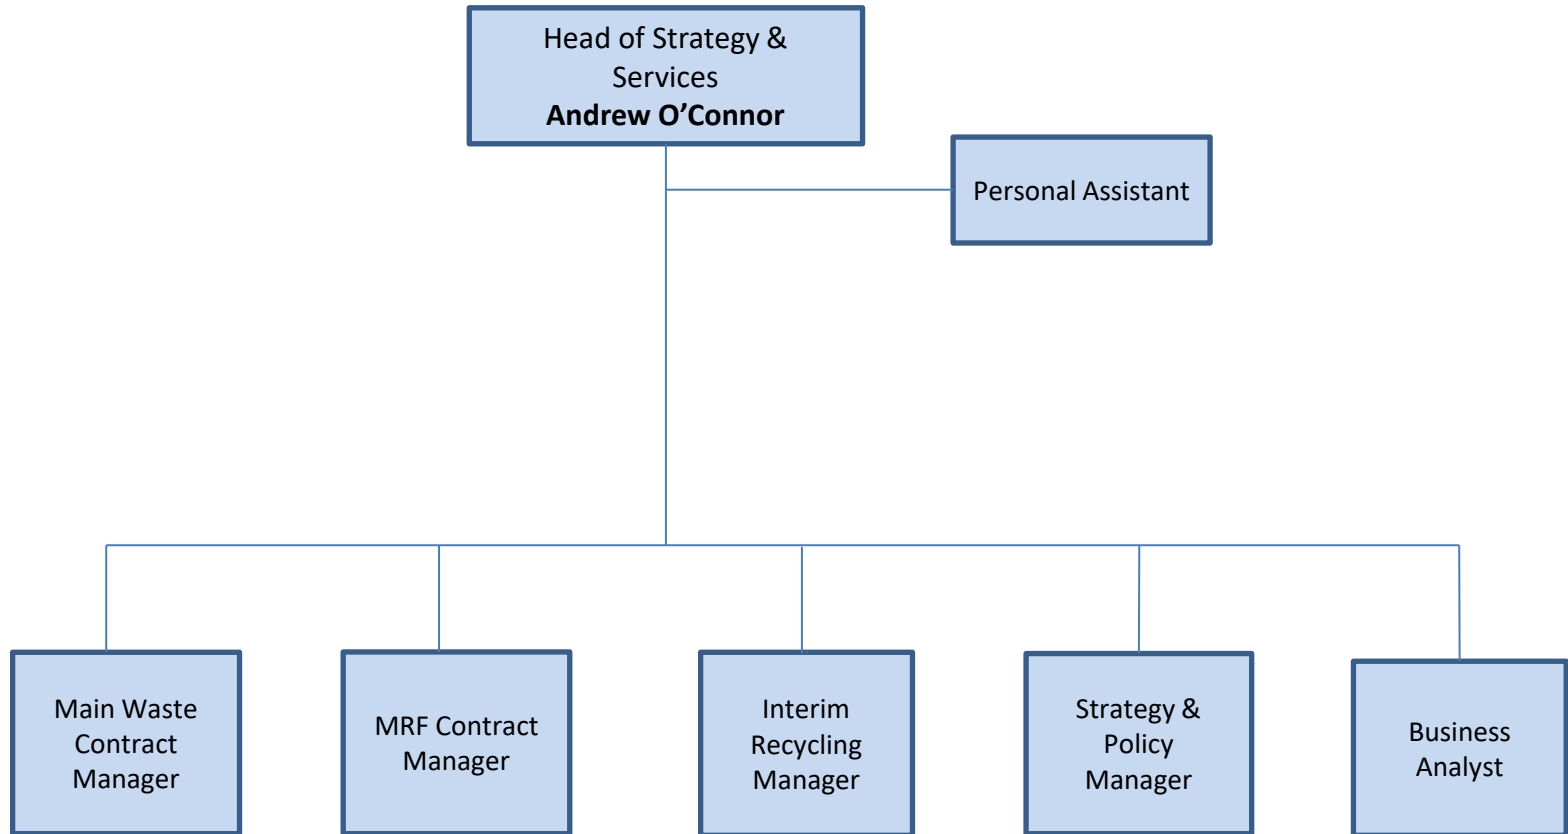 Head of Strategy &
Services
Andrew O’Connor
Personal Assistant
Main Waste
Contract
Manager
MRF Contract
Manager
Interim
Recycling
Manager
Strategy &
Policy
Manager
Business
Analyst